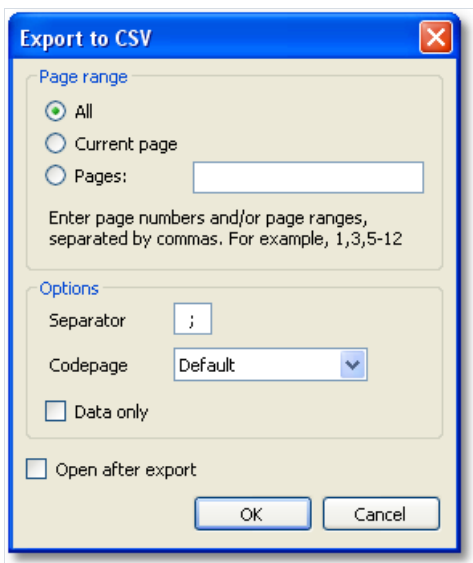 Export to CSV
Page range
All
Current page
Pages:
Enter page numbers and/or page ranges,
separated by commas. For example, 1,3,5-12
Options
Separator ;
Codepage Default
Data only
Open after export
OK Cancel